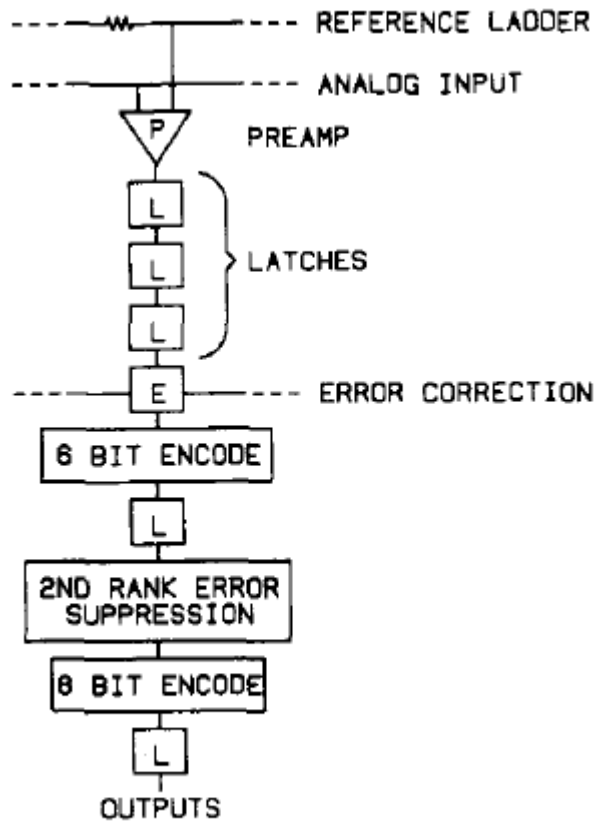 REFERENCE LADDER
ANALOG INPUT
P
PREAMP
L
L
LATCHES
L
E
ERROR CORRECTION
6 BIT ENCODE
L
2ND RANK ERROR
SUPPRESSION
8 BIT ENCODE
L
OUTPUTS